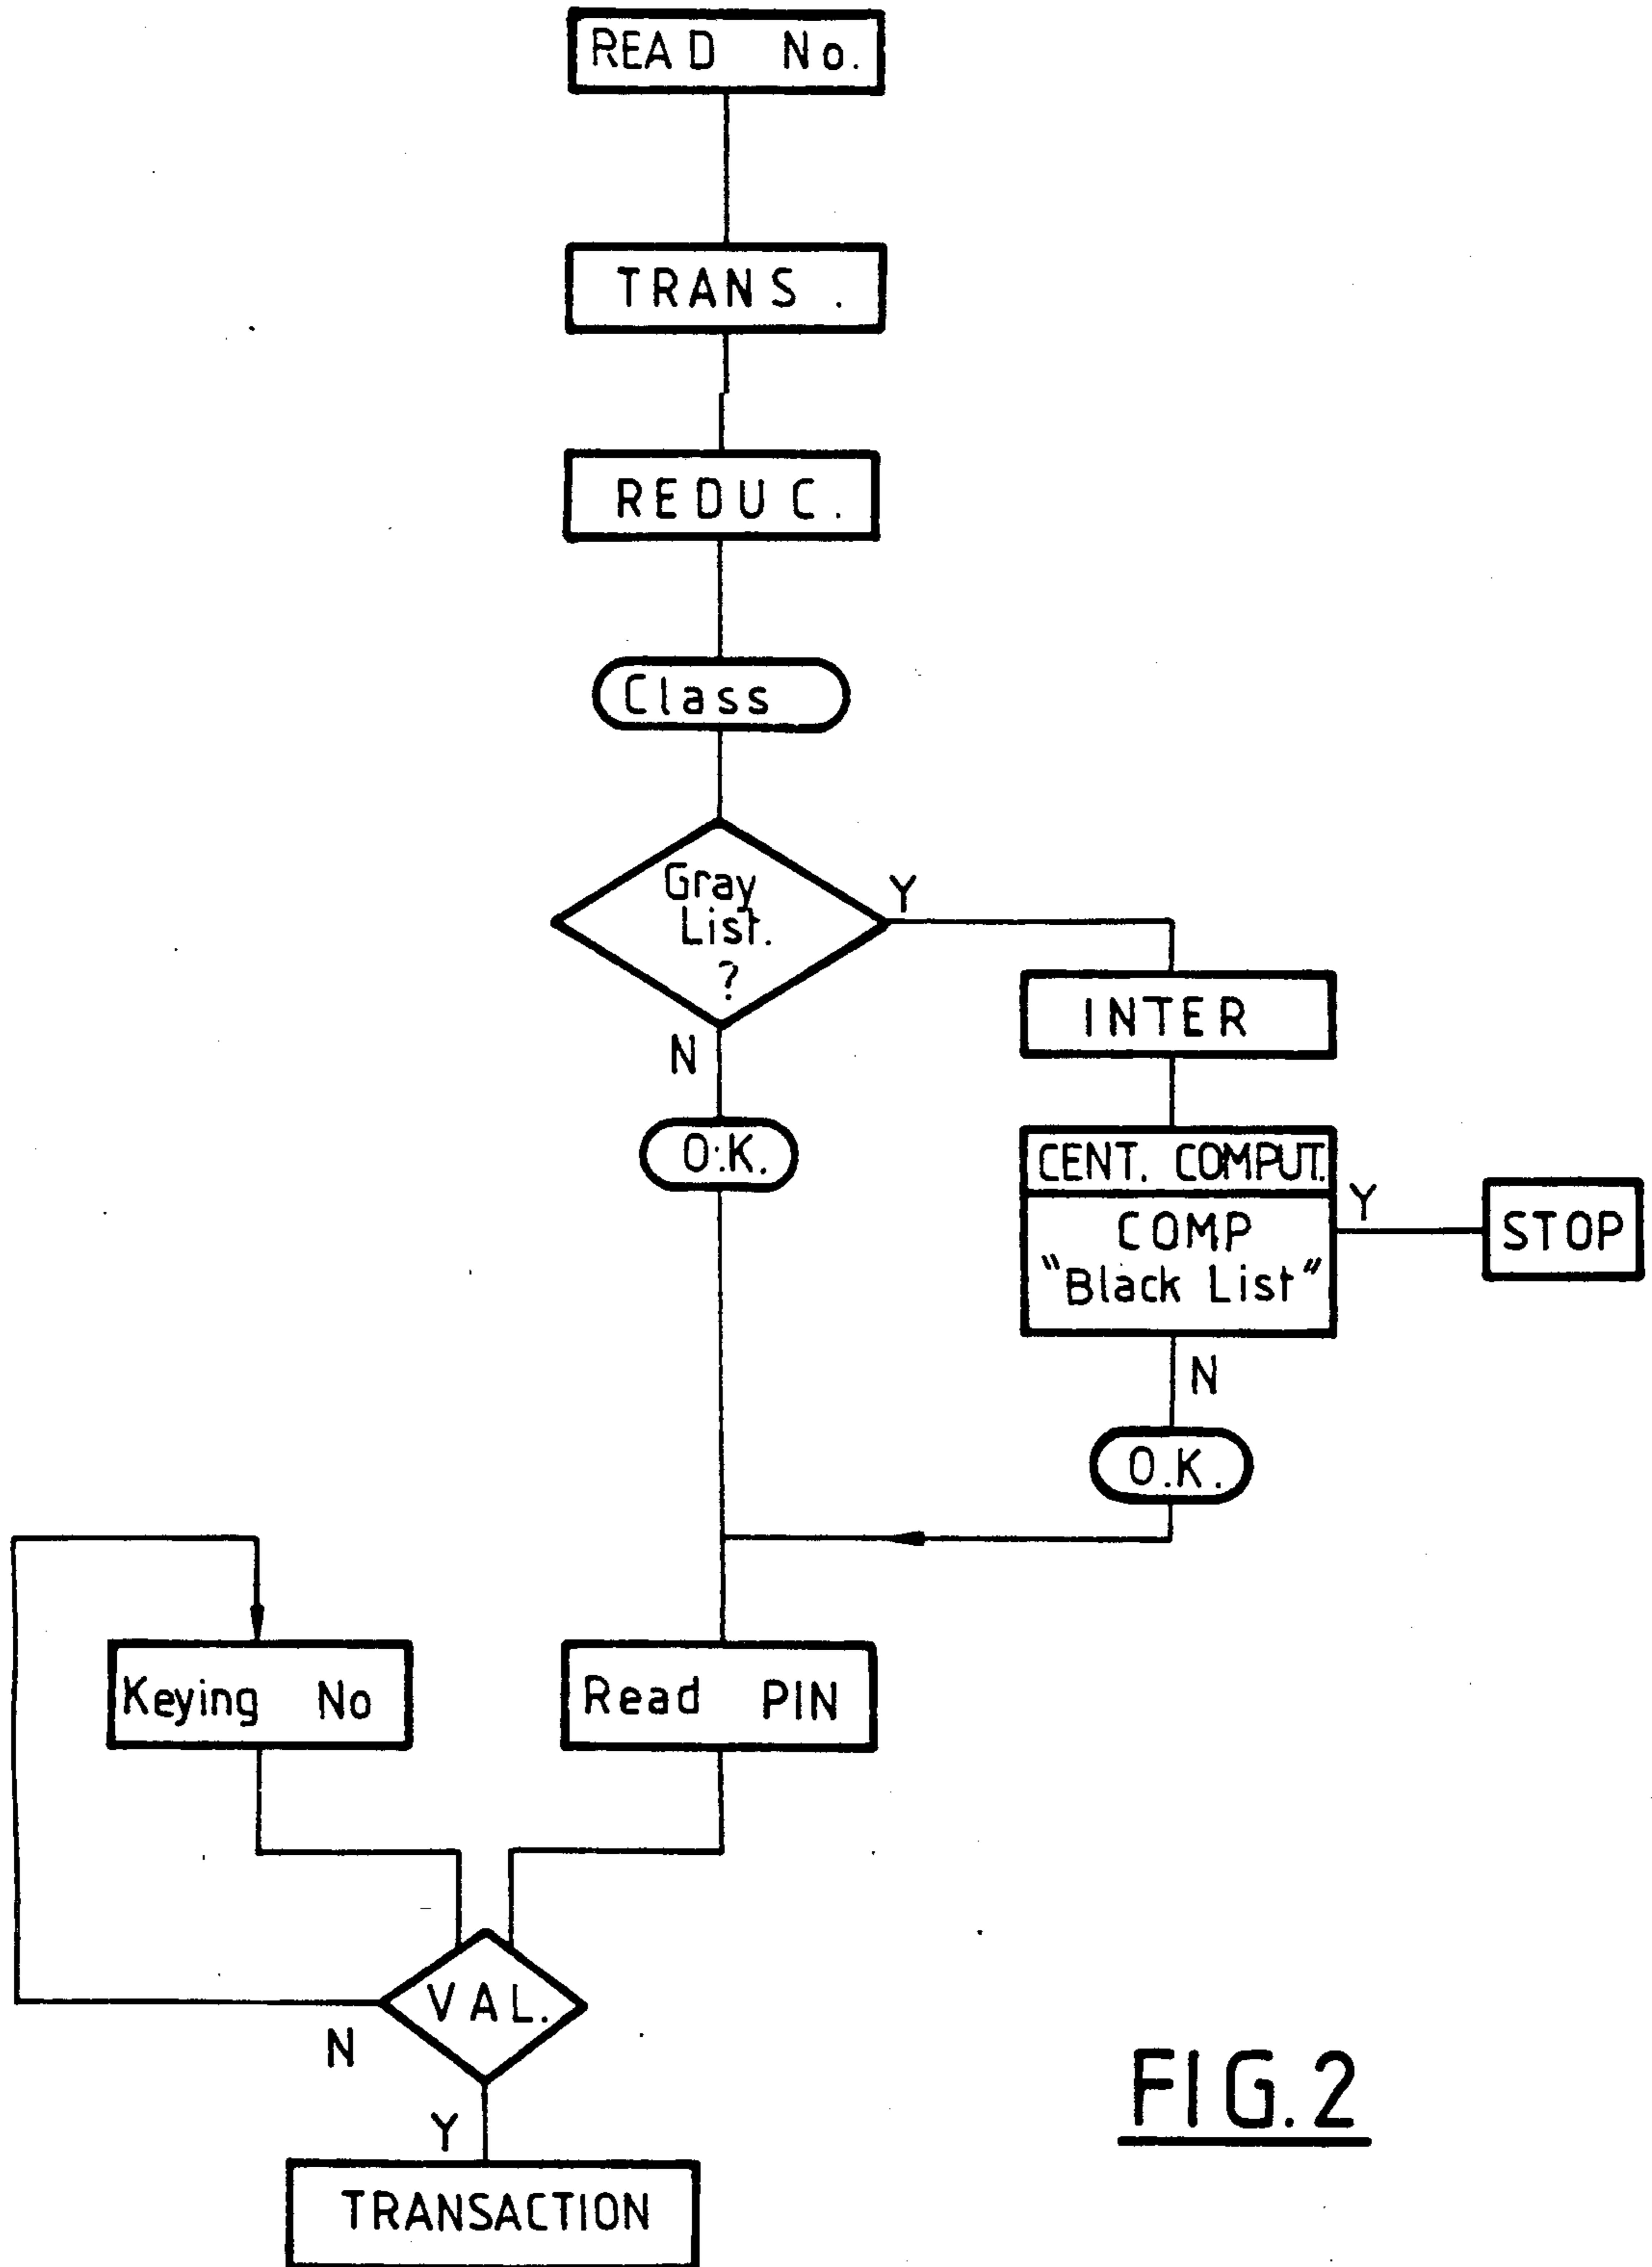 READ No.
TRANS.
REDUC.
Class
Gray
List.
?
Y
N
INTER
O.K.
CENT. COMPUT.
COMP
"Black List"
Y
STOP
N
O.K.
Keying No
Read PIN
VAL.
N
Y
TRANSACTION
FIG.2